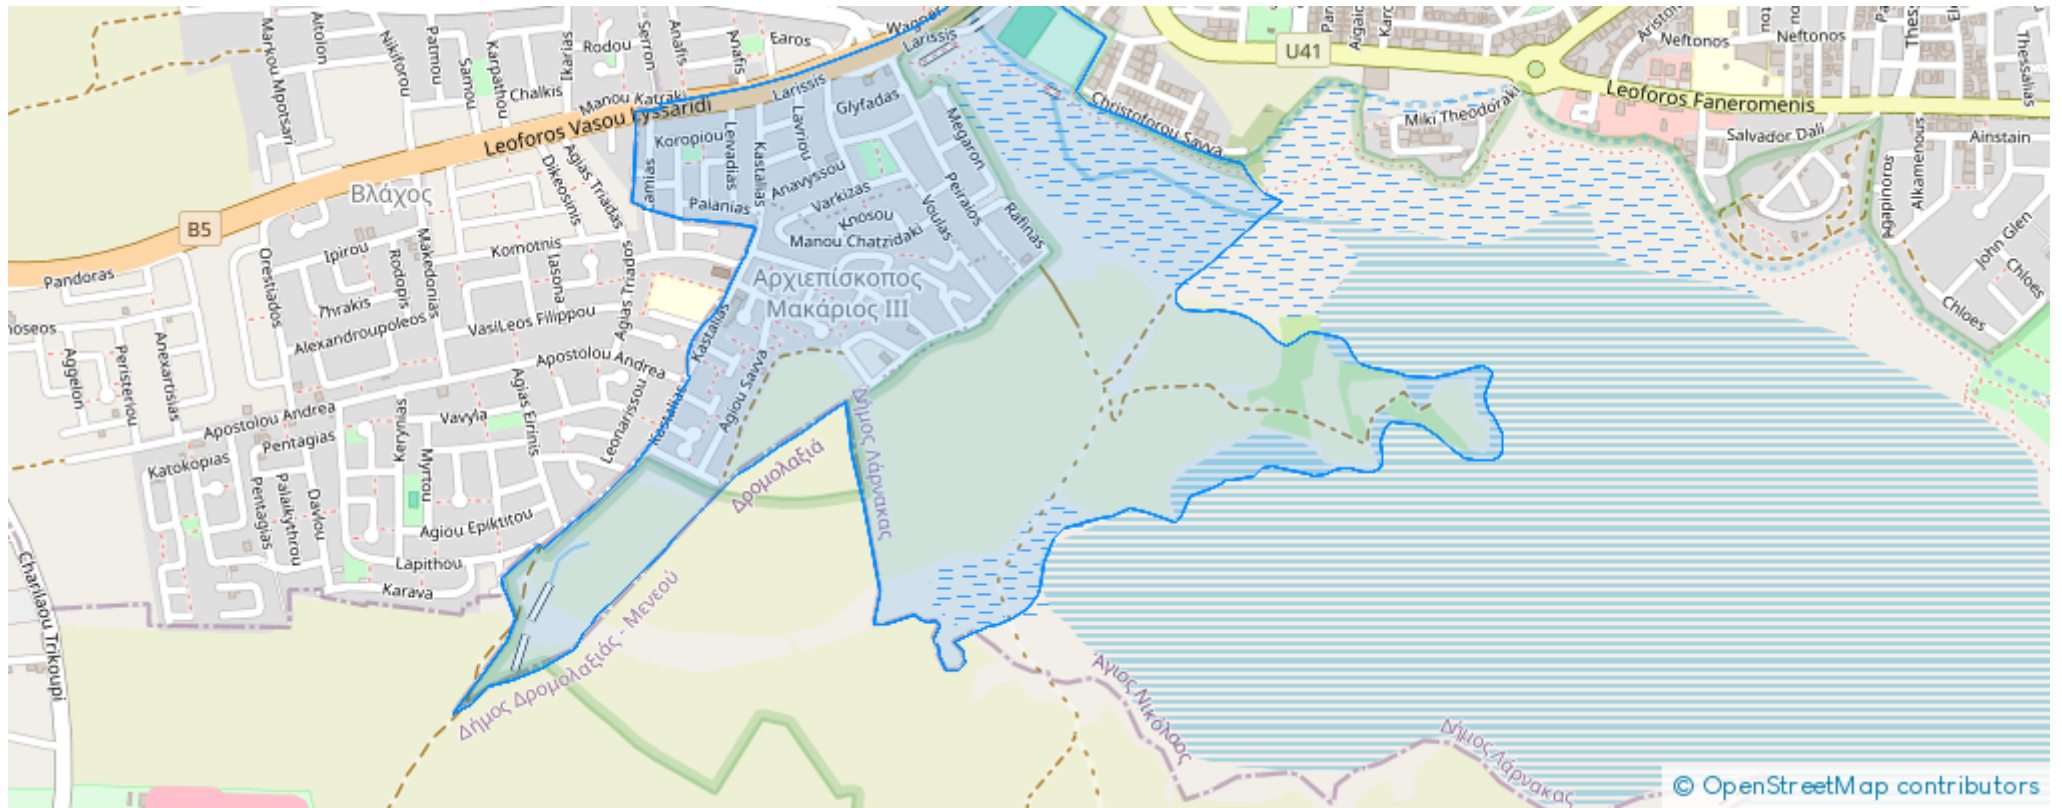 Markou Mpotsari
Aitolon
Nikiforou
Patmou
Samou
Karpathou
Chalkis
Ikarias
Rodou
Serron
Anafis
Anafis
Earos
Wagner
Larissis
Manou Katraki
Larissis
Leoforos Vasou Lyssaridi
Glyfadas
Lavriou
Koropiou
Levadias
Kastalias
Anavyssou
Varkizas
Knosou
Manou Chatzidaki
Megaron
Peiraios
Voulas
Rafinas
Palanias
Christoforou Savva
U41
Leoforos Faneromenis
Miki Theodoraki
Neftonos
Neftonos
Salvador Dali
Ainstain
Thessalias
Agapinoros
Alkamenous
John Glen
Chloes
Chloes
Βλάχος
B5
Dikeosinis
Agias Triadas
Pandoras
Orestiados
Ipirou
Rodopis
Makedonias
Komotnis
Iasona
Agias Triados
Thrakis
Alexandroupoleos
VasiLeos Filippou
Αρχιεπίσκοπος
Μακάριος III
Kastalias
Aggelon
Peristeriou
Anexartisias
Apostolou Andrea
Apostolou Andrea
Agiou Savva
Kastalias
Leonarissou
Agias Eirinis
Vavyla
Pentagias
Katokopias
Keryneias
Myrtou
Pentagias
Palaikythrou
Davlou
Agiou Epiktitou
Lapithou
Karava
Charilaou Trikoupi
Δρομολαξιά
Δήμος Λάρνακας
Δήμος Δρομολαξιάς - Μενεού
Άγιος Νικόλαος
Δήμος Λάρνακας
© OpenStreetMap contributors